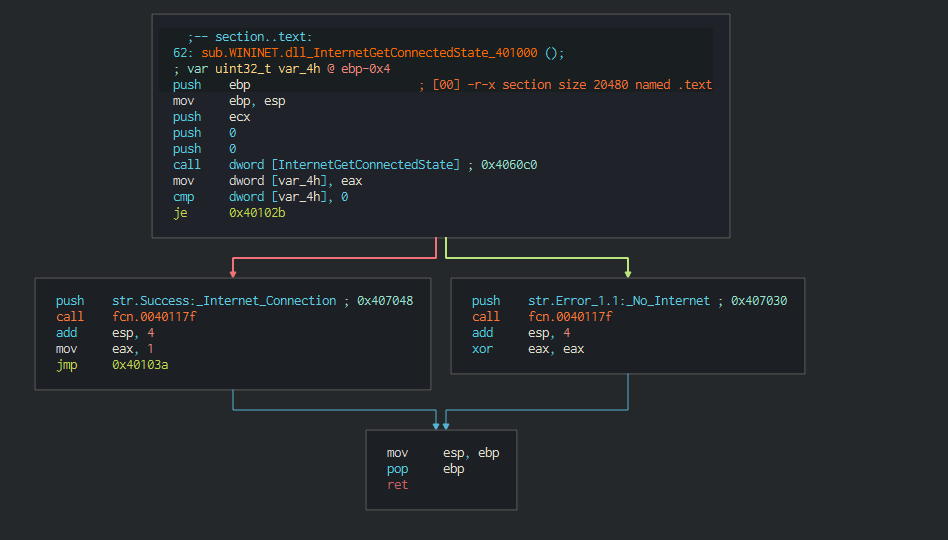 ;-- section..text:
62: sub.WININET.dll_InternetGetConnectedState_401000 ();
; var uint32_t var_4h @ ebp-0x4
push ebp ; [00] -r-x section size 20480 named .text
mov ebp, esp
push ecx
push 0
push 0
call dword [InternetGetConnectedState] ; 0x4060c0
mov dword [var_4h], eax
cmp dword [var_4h], 0
je 0x40102b
push str.Success:_Internet_Connection ; 0x407048
call fcn.0040117f
add esp, 4
mov eax, 1
jmp 0x40103a
push str.Error_1.1:_No_Internet ; 0x407030
call fcn.0040117f
add esp, 4
xor eax, eax
mov esp, ebp
pop ebp
ret